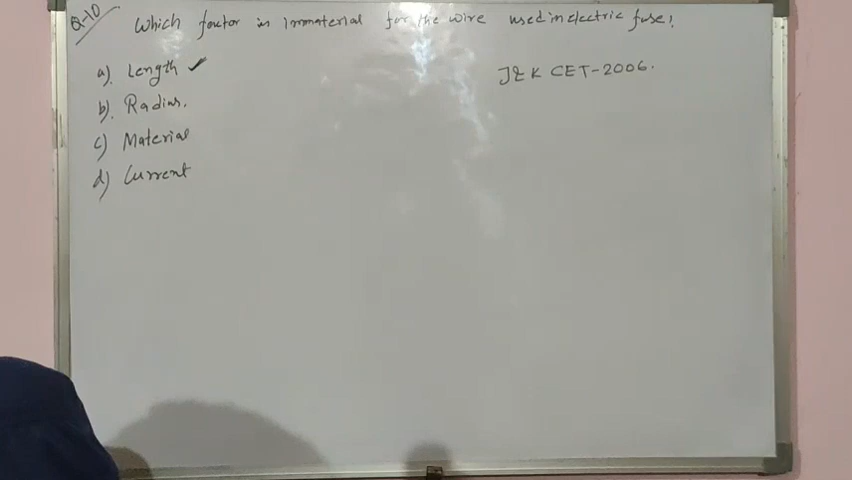 Q-10 Which factor is immaterial for the wire used in electric fuse?
a). Length ✓
J&K CET-2006.
b). Radius.
c) Material
d) Current